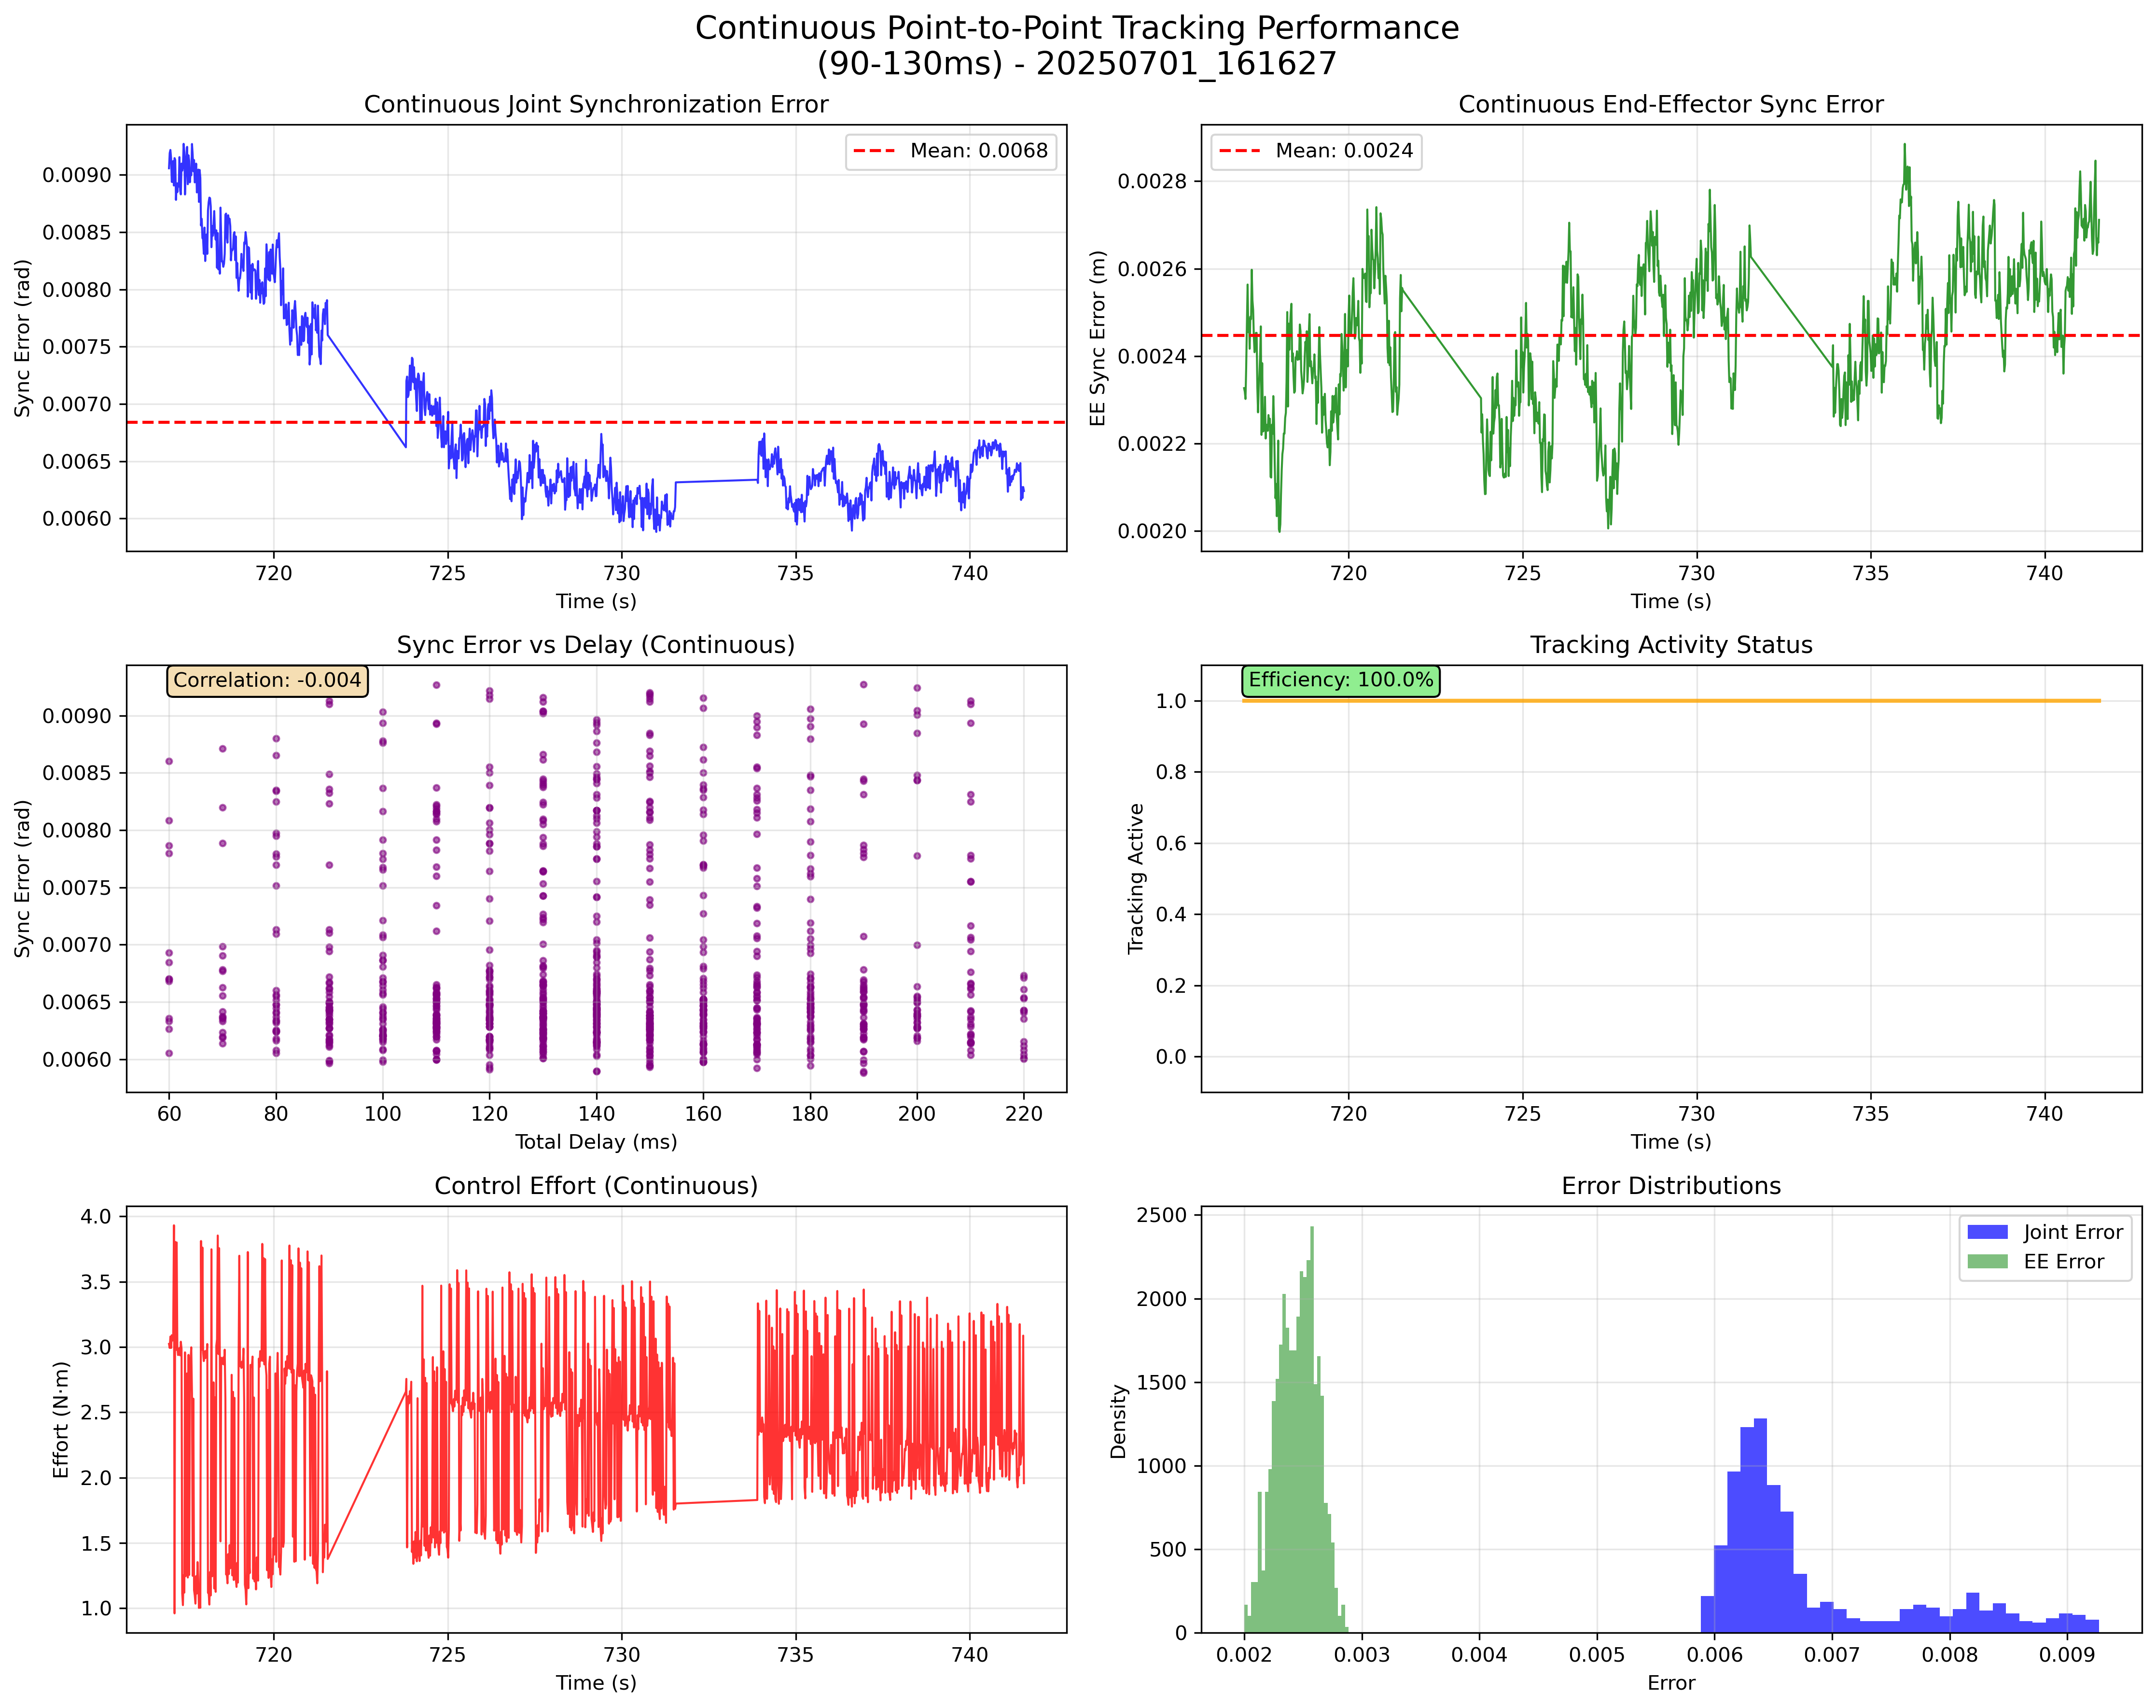 Continuous Point-to-Point Tracking Performance
(90-130ms) - 20250701_161627
Continuous Joint Synchronization Error
Sync Error (rad)
0.0090
0.0085
0.0080
0.0075
0.0070
0.0065
0.0060
Mean: 0.0068
720 725 730 735 740
Time (s)
Continuous End-Effector Sync Error
EE Sync Error (m)
0.0028
0.0026
0.0024
0.0022
0.0020
Mean: 0.0024
720 725 730 735 740
Time (s)
Sync Error vs Delay (Continuous)
Correlation: -0.004
Sync Error (rad)
0.0090
0.0085
0.0080
0.0075
0.0070
0.0065
0.0060
60 80 100 120 140 160 180 200 220
Total Delay (ms)
Tracking Activity Status
Efficiency: 100.0%
Tracking Active
1.0
0.8
0.6
0.4
0.2
0.0
720 725 730 735 740
Time (s)
Control Effort (Continuous)
Effort (N·m)
4.0
3.5
3.0
2.5
2.0
1.5
1.0
720 725 730 735 740
Time (s)
Error Distributions
Density
2500
2000
1500
1000
500
0
Joint Error
EE Error
0.002 0.003 0.004 0.005 0.006 0.007 0.008 0.009
Error